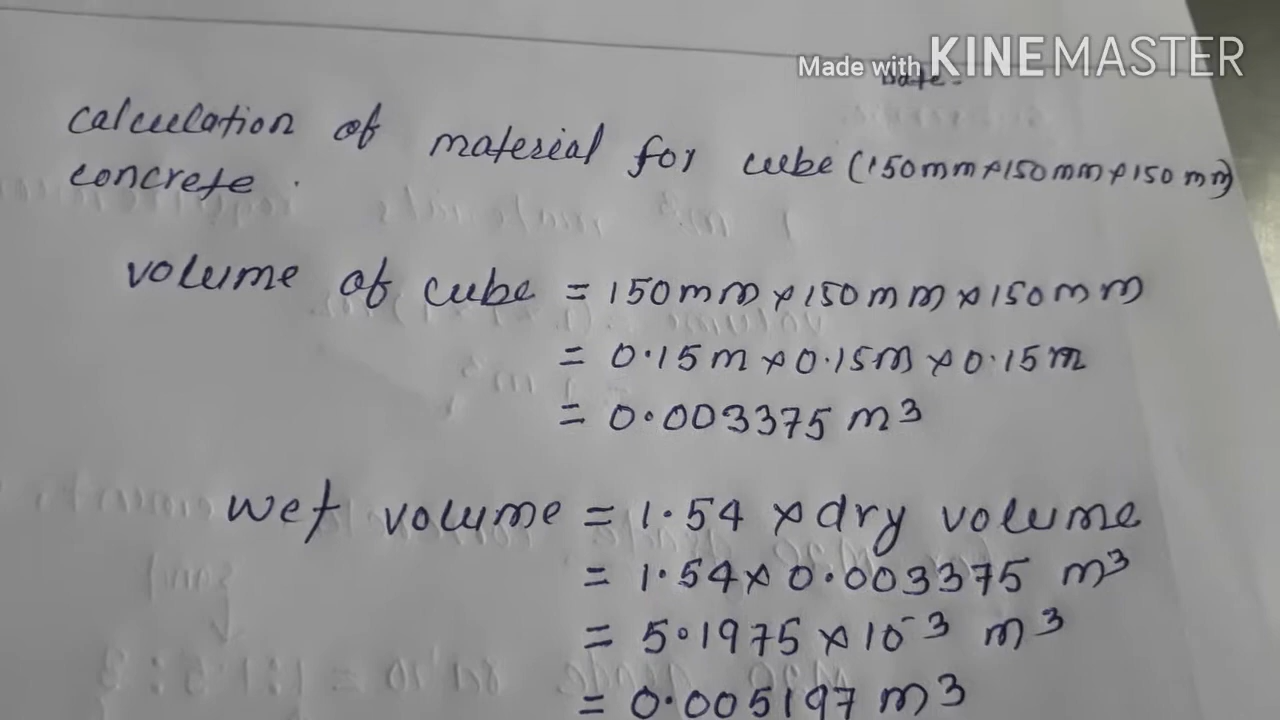 Made with KINEMASTER
Date-
calculation of material for cube (150mm×150mm×150mm)
concrete.
volume of cube = 150mm×150mm×150mm
= 0.15m×0.15m×0.15m
= 0.003375 m³
wet volume = 1.54 × dry volume
= 1.54×0.003375 m³
= 5.1975×10⁻³ m³
= 0.005197 m³